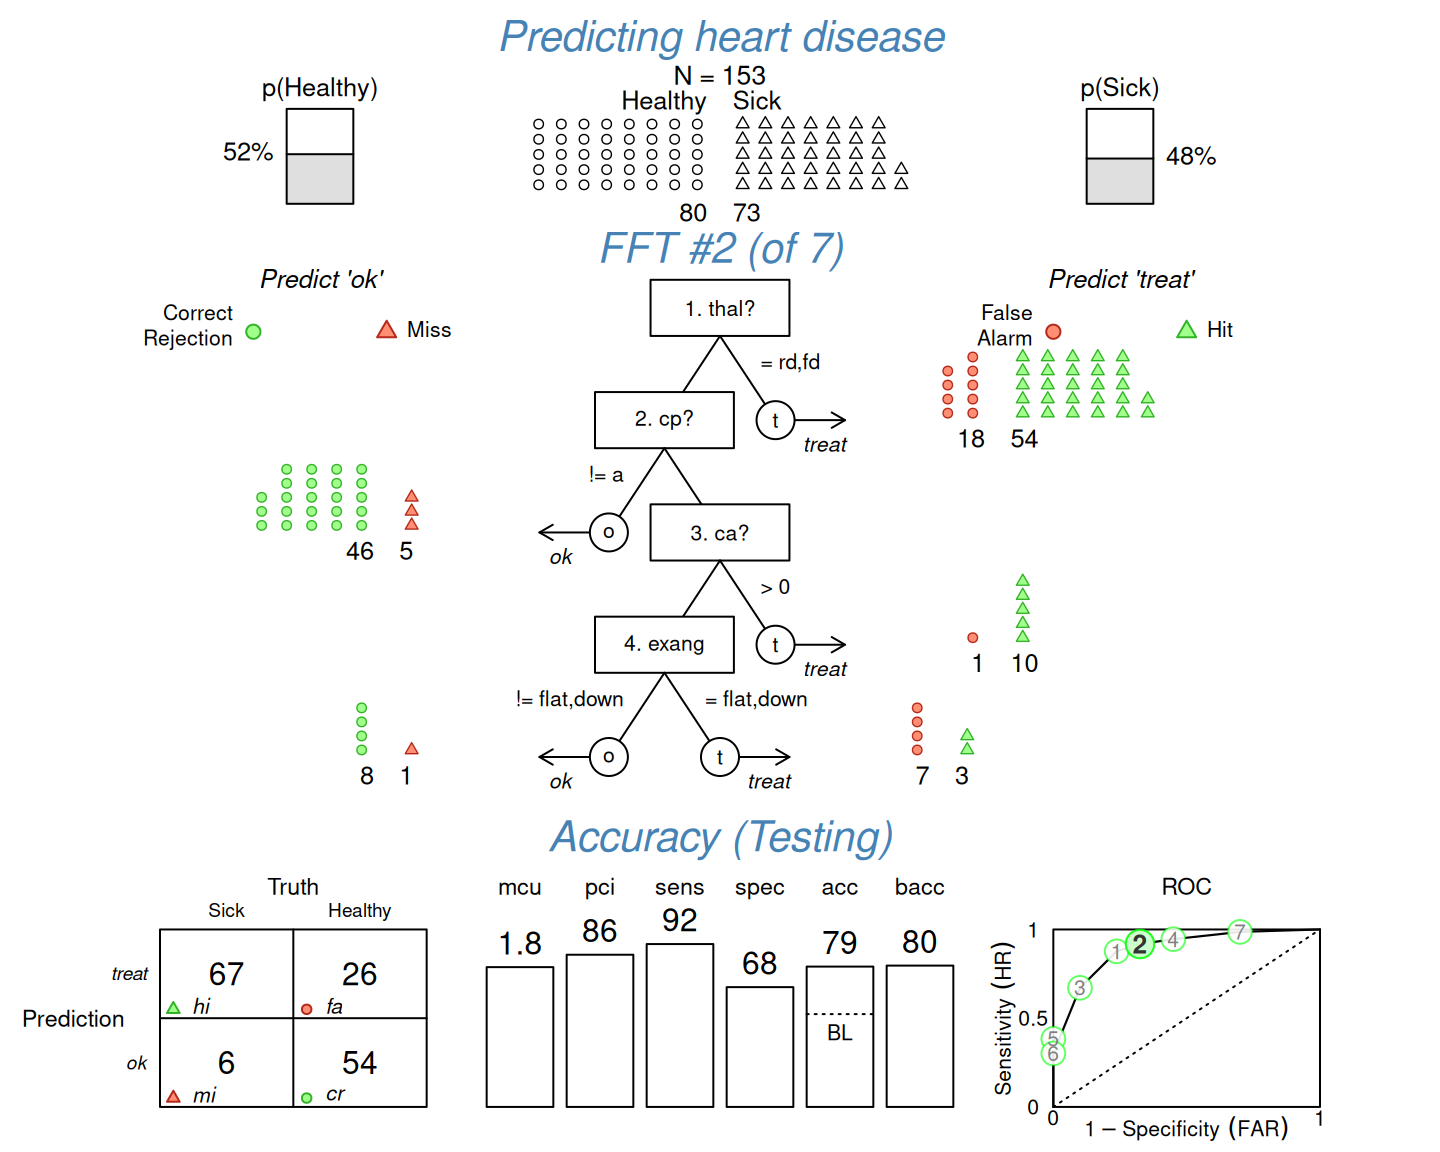 Predicting heart disease
N = 153
p(Healthy)
Healthy Sick
p(Sick)
52%
48%
80 73
FFT #2 (of 7)
Predict 'ok'
Predict 'treat'
Correct
Rejection
Miss
False
Alarm
Hit
1. thal?
= rd,fd
2. cp?
t
treat
18 54
!= a
o
ok
3. ca?
46 5
> 0
4. exang
t
treat
1 10
!= flat,down
= flat,down
o
ok
t
treat
8 1
7 3
Accuracy (Testing)
Truth
Sick Healthy
Prediction
treat
67
hi
26
fa
ok
6
mi
54
cr
mcu pci sens spec acc bacc
1.8 86 92 68 79 80
BL
ROC
Sensitivity (HR)
1
0.5
0
1 2 3 4 5 6 7
0 1
1 – Specificity (FAR)